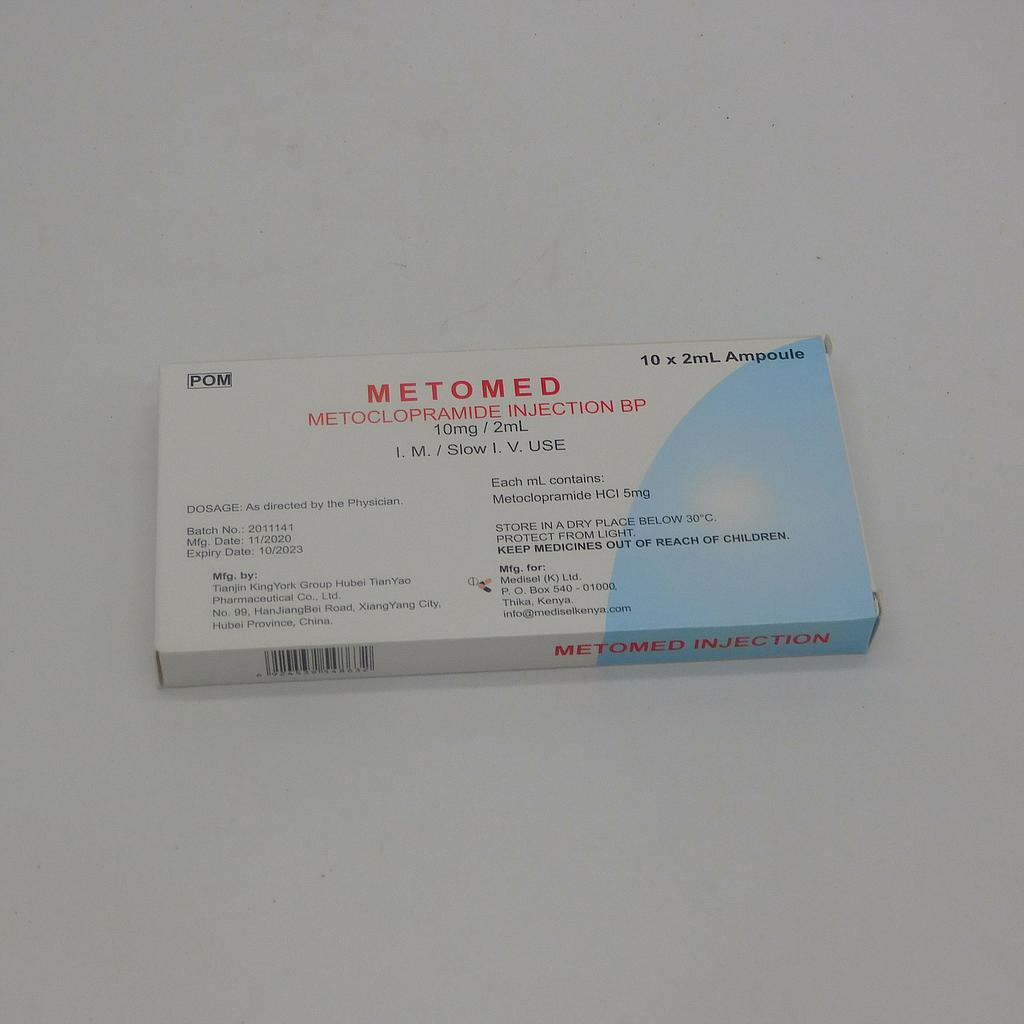 POM
10 x 2mL Ampoule
METOMED
METOCLOPRAMIDE INJECTION BP
10mg / 2mL
I. M. / Slow I. V. USE
DOSAGE: As directed by the Physician.
Batch No.: 2011141
Mfg. Date: 11/2020
Expiry Date: 10/2023
Mfg. by:
Tianjin KingYork Group Hubei TianYao
Pharmaceutical Co., Ltd.
No. 99, HanJiangBei Road, XiangYang City,
Hubei Province, China.
Each mL contains:
Metoclopramide HCl 5mg
STORE IN A DRY PLACE BELOW 30°C.
PROTECT FROM LIGHT.
KEEP MEDICINES OUT OF REACH OF CHILDREN.
Mfg. for:
Medisel (K) Ltd.
P. O. Box 540 - 01000,
Thika, Kenya.
info@mediselkenya.com
METOMED INJECTION